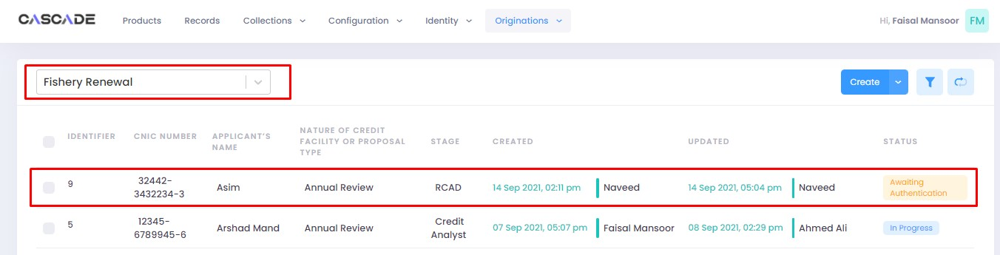 CASCADE Products Records Collections Configuration Identity Originations Hi, Faisal Mansoor FM
Fishery Renewal Create
IDENTIFIER CNIC NUMBER APPLICANT'S NAME NATURE OF CREDIT FACILITY OR PROPOSAL TYPE STAGE CREATED UPDATED STATUS
9 32442-3432234-3 Asim Annual Review RCAD 14 Sep 2021, 02:11 pm Naveed 14 Sep 2021, 05:04 pm Naveed Awaiting Authentication
5 12345-6789945-6 Arshad Mand Annual Review Credit Analyst 07 Sep 2021, 05:07 pm Faisal Mansoor 08 Sep 2021, 02:29 pm Ahmed Ali In Progress